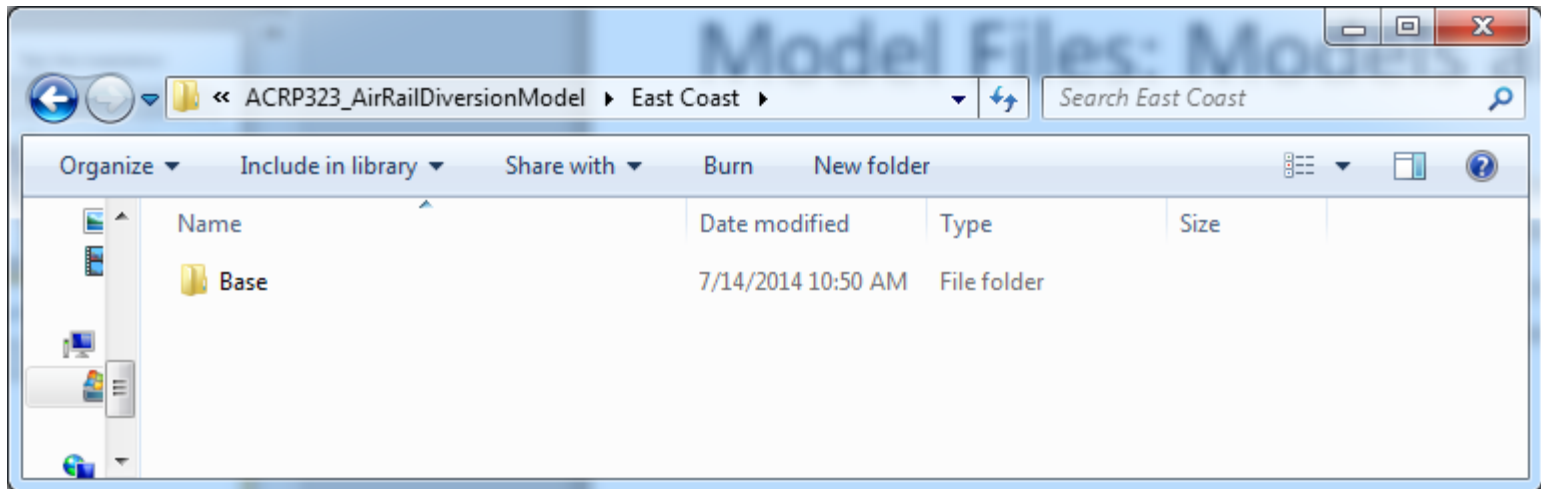 Model Files: Models a
« ACRP323_AirRailDiversionModel ▸ East Coast ▸ Search East Coast
Organize Include in library Share with Burn New folder
Name Date modified Type Size
Base 7/14/2014 10:50 AM File folder